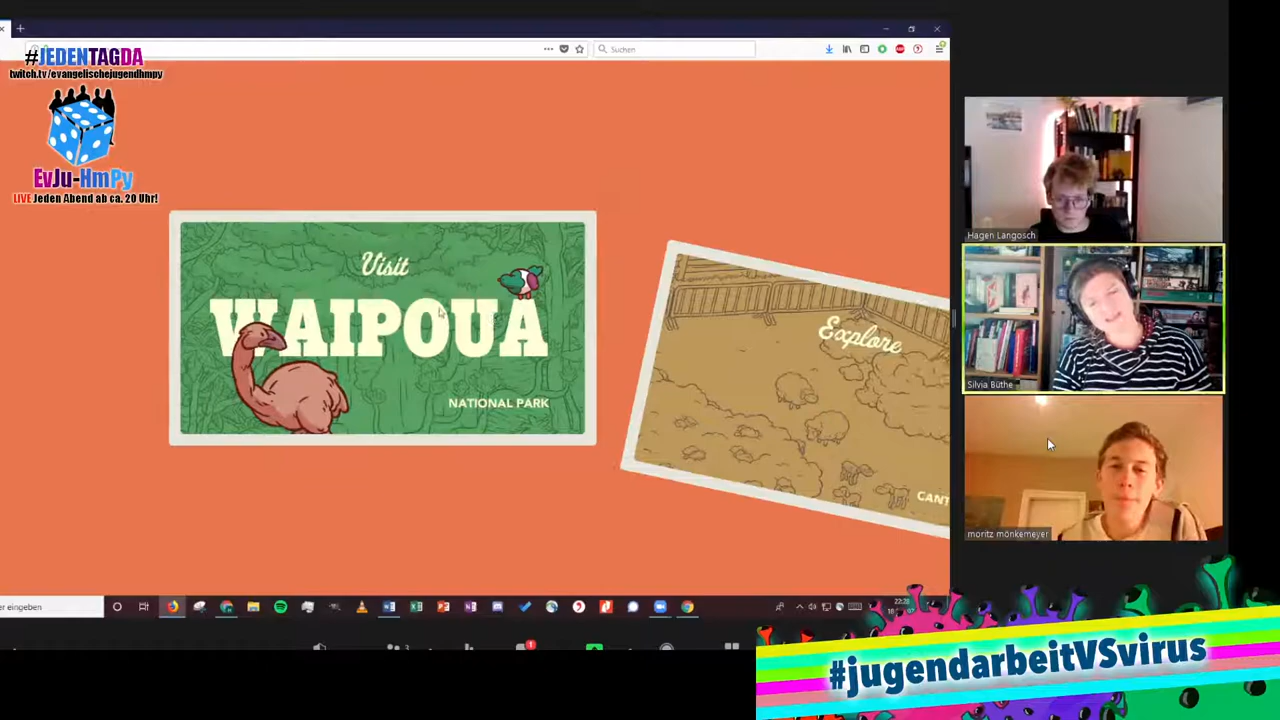 #JEDENTAGDA
twitch.tv/evangelischejugendhmpy
EvJu-HmPy
LIVE Jeden Abend ab ca. 20 Uhr!
Suchen
Visit
WAIPOUA
NATIONAL PARK
Explore
CANT
Hagen Langosch
Silvia Büthe
moritz mönkemeyer
er eingeben
#jugendarbeitVSvirus